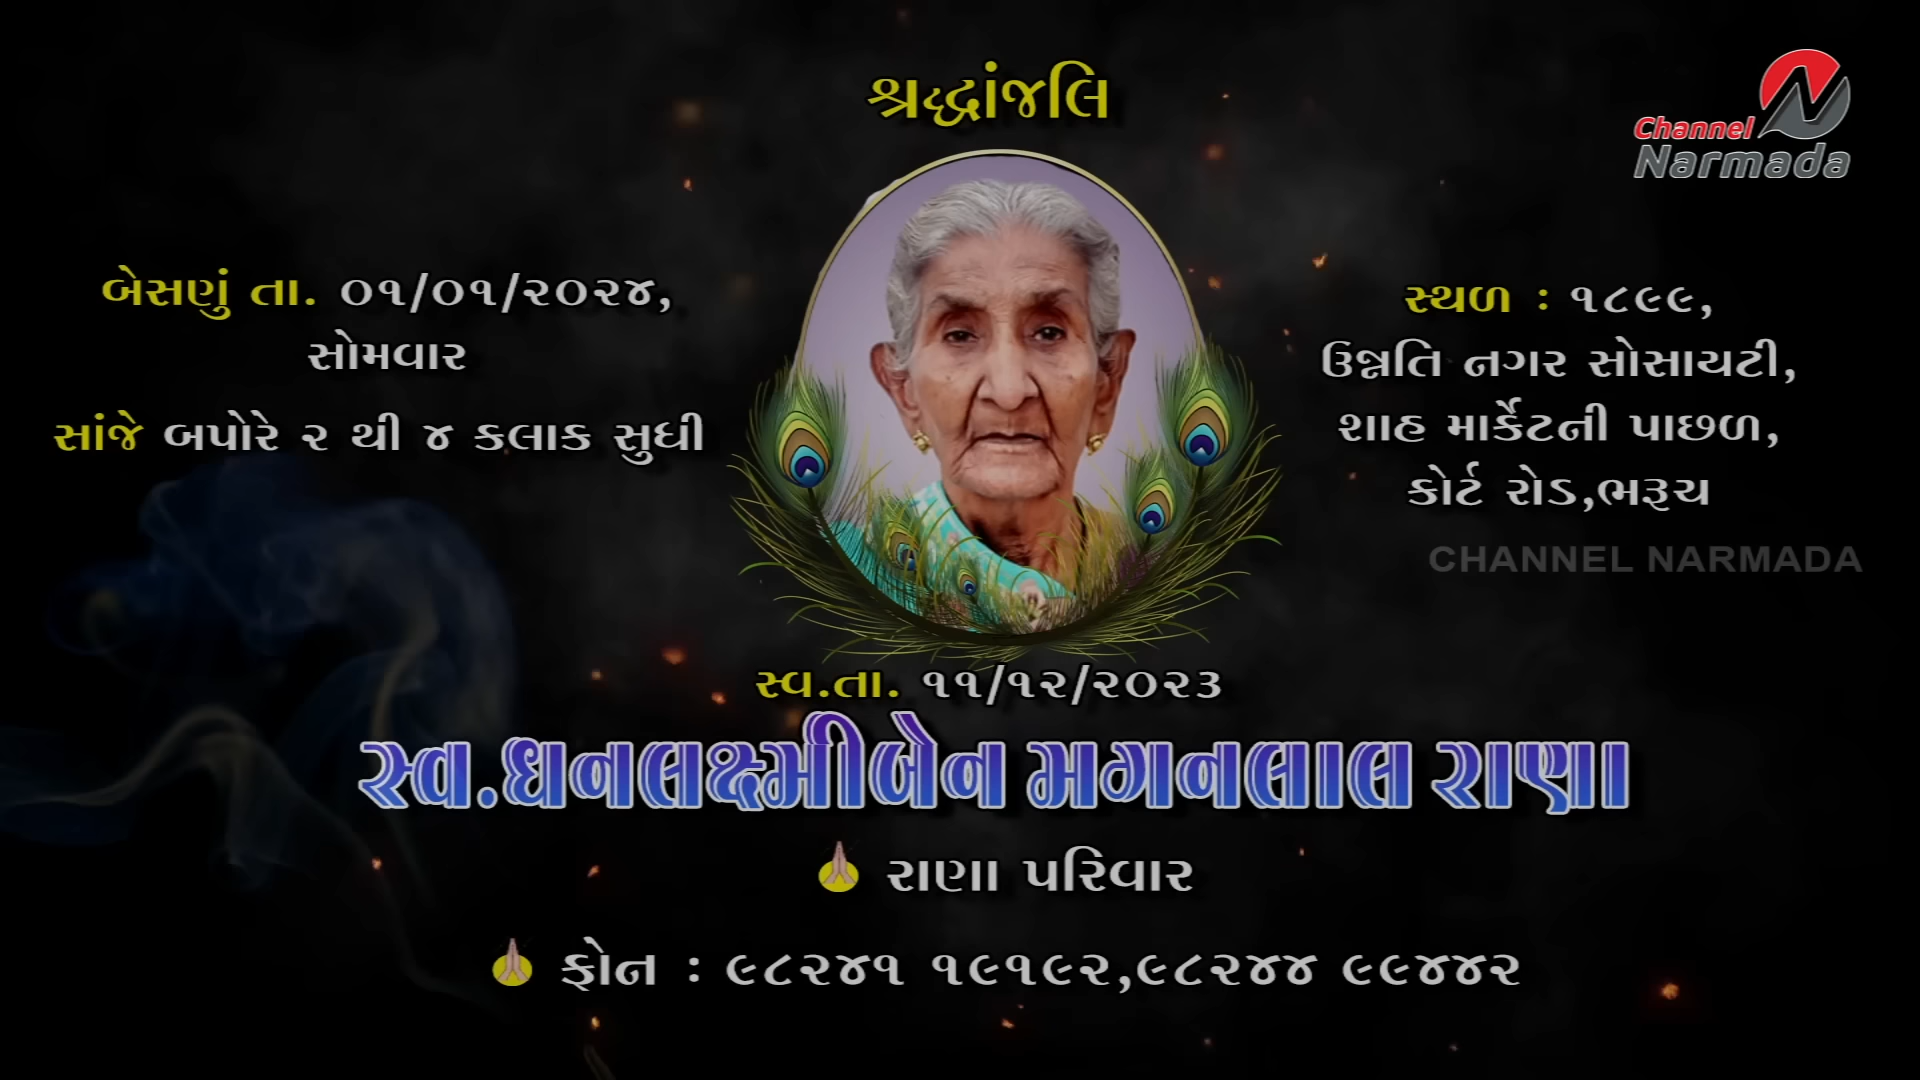 શ્રદ્ધાંજલિ
Channel
Narmada
બેસણું તા. ૦૧/૦૧/૨૦૨૪,
સોમવાર
સાંજે બપોરે ૨ થી ૪ કલાક સુધી
સ્થળ : ૧૮૯૯,
ઉન્નતિ નગર સોસાયટી,
શાહ માર્કેટની પાછળ,
કોર્ટ રોડ,ભરૂચ
CHANNEL NARMADA
સ્વ.તા. ૧૧/૧૨/૨૦૨૩
સ્વ.ધનલક્ષ્મીબેન મગનલાલ રાણા
રાણા પરિવાર
ફોન : ૯૮૨૪૧ ૧૯૧૯૨,૯૮૨૪૪ ૯૯૪૪૨